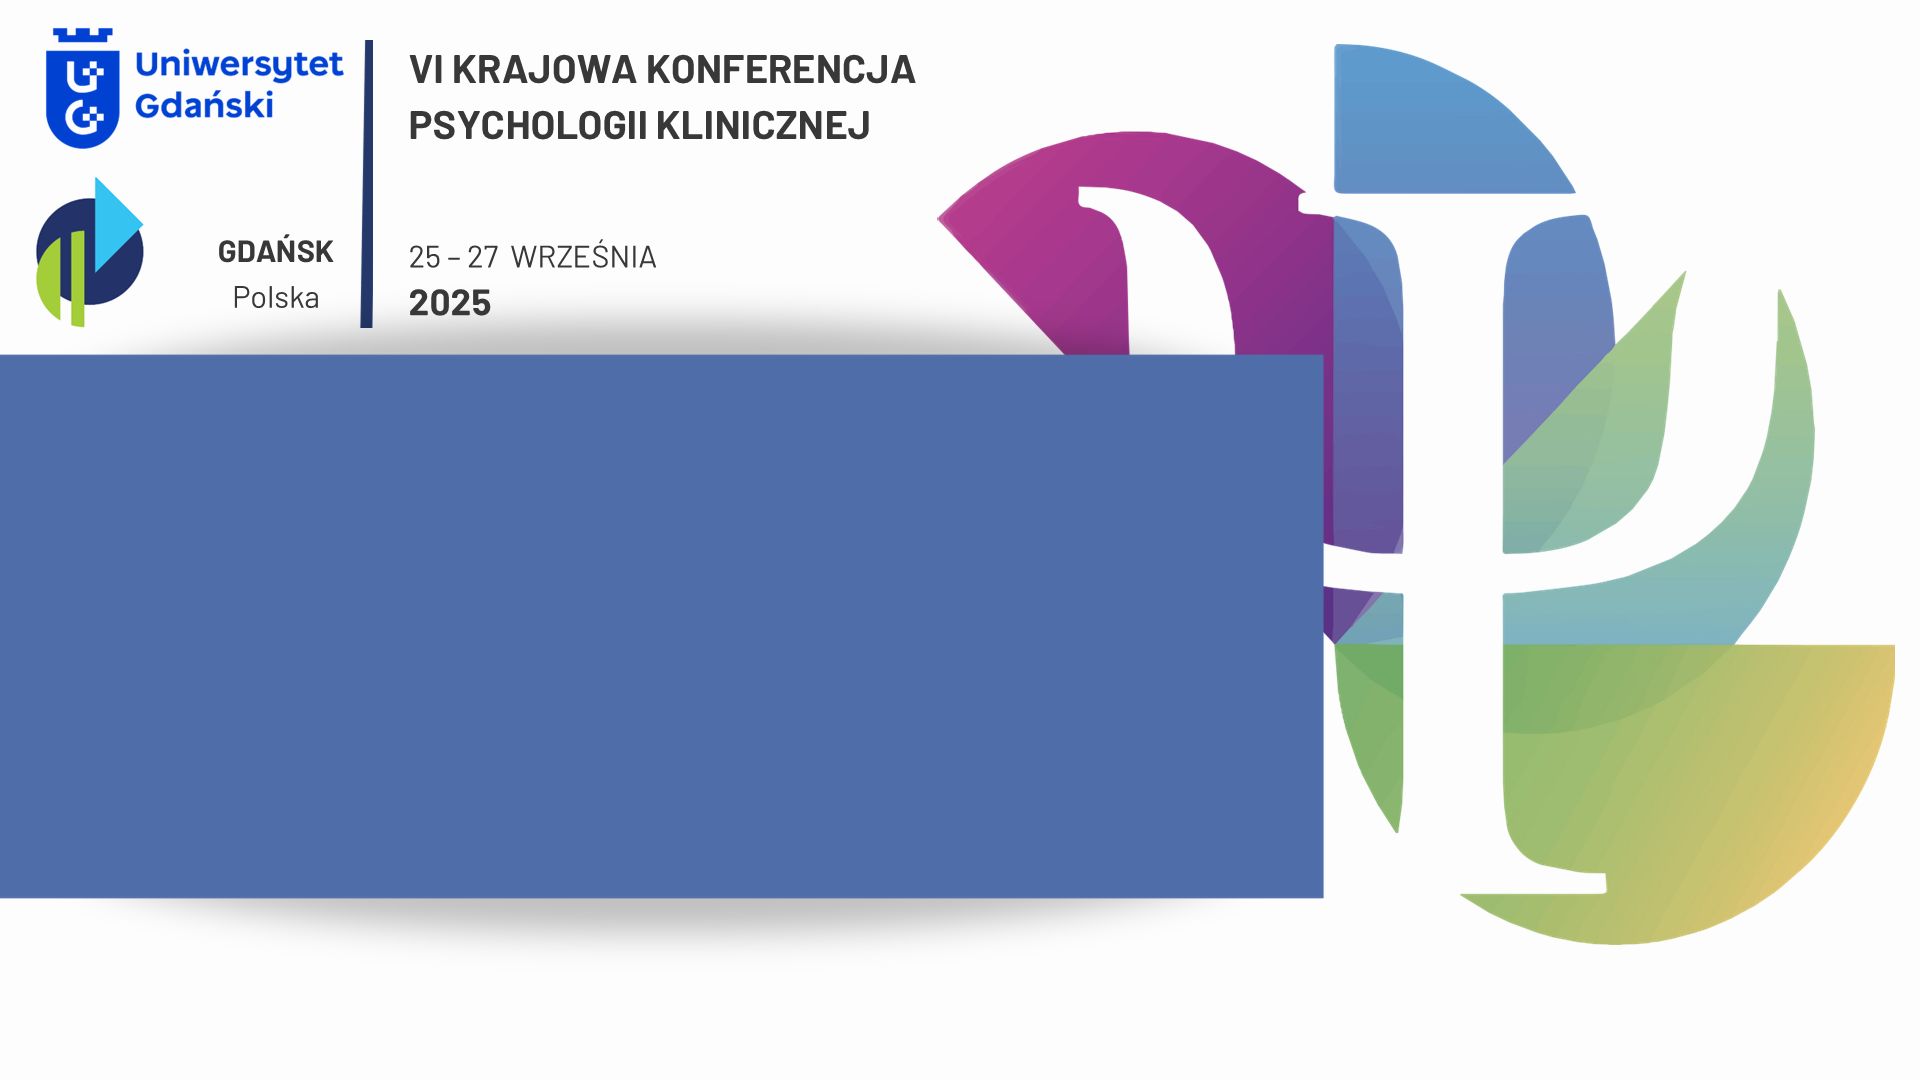 Uniwersytet
Gdański
VI KRAJOWA KONFERENCJA
PSYCHOLOGII KLINICZNEJ
GDAŃSK
Polska
25 – 27 WRZEŚNIA
2025